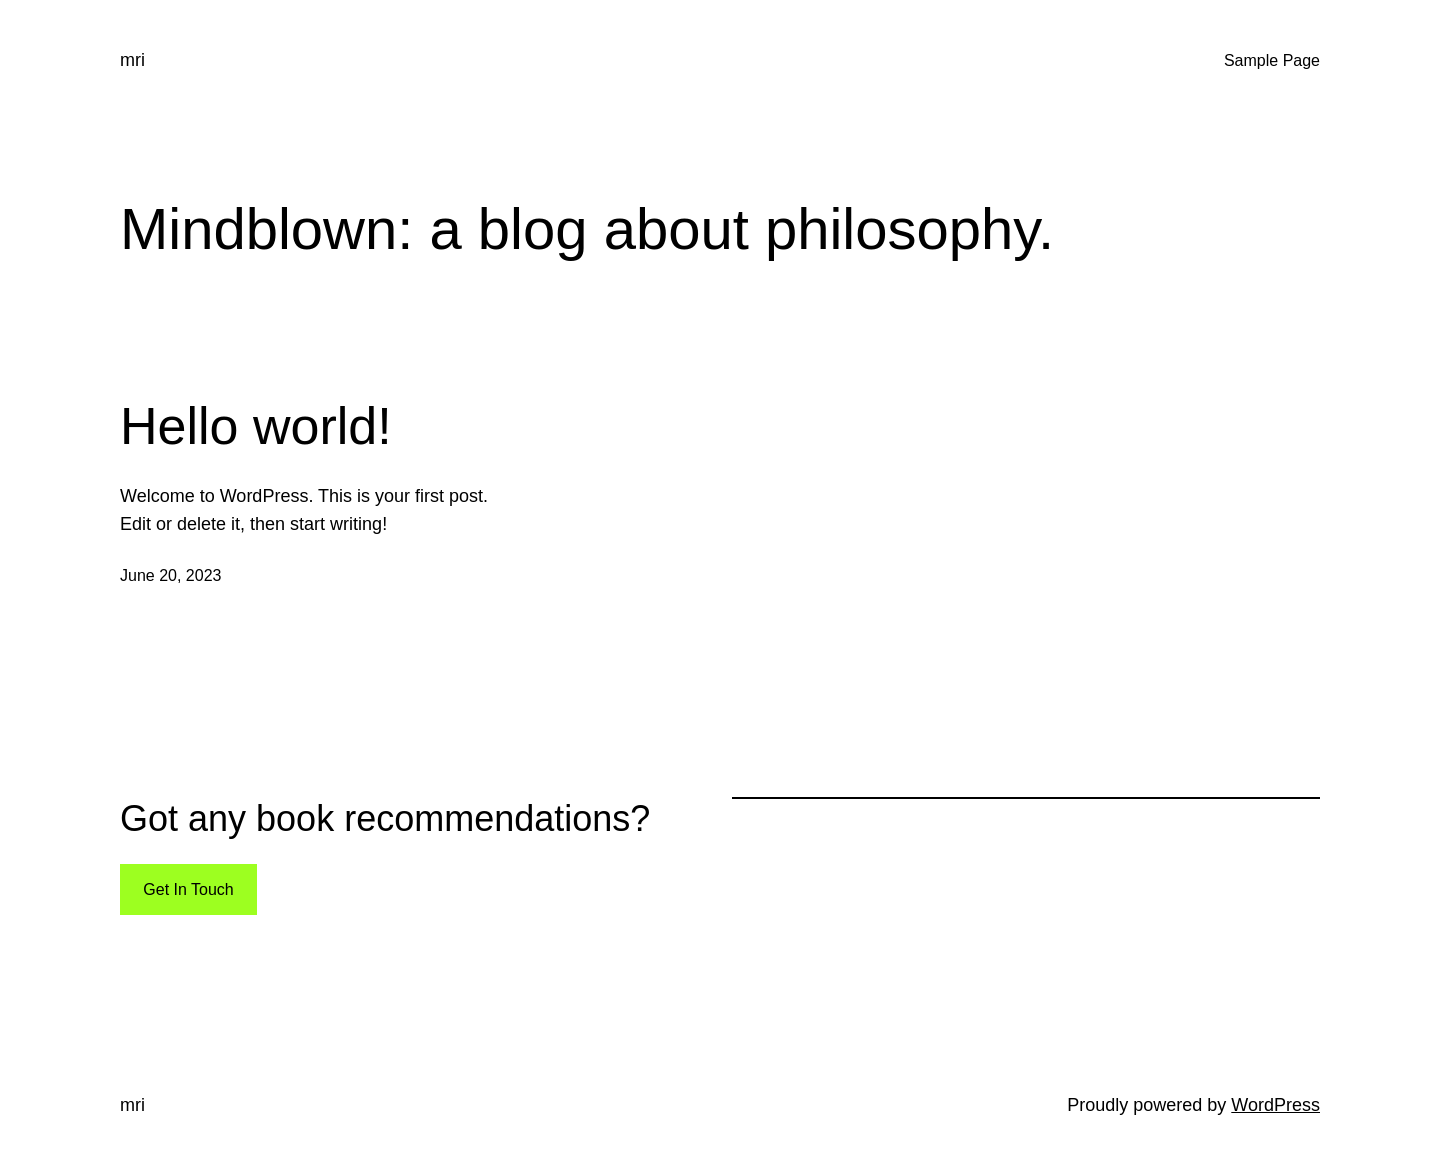 mri
Sample Page
Mindblown: a blog about philosophy.
Hello world!
Welcome to WordPress. This is your first post.
Edit or delete it, then start writing!
June 20, 2023
Got any book recommendations?
Get In Touch
mri
Proudly powered by WordPress